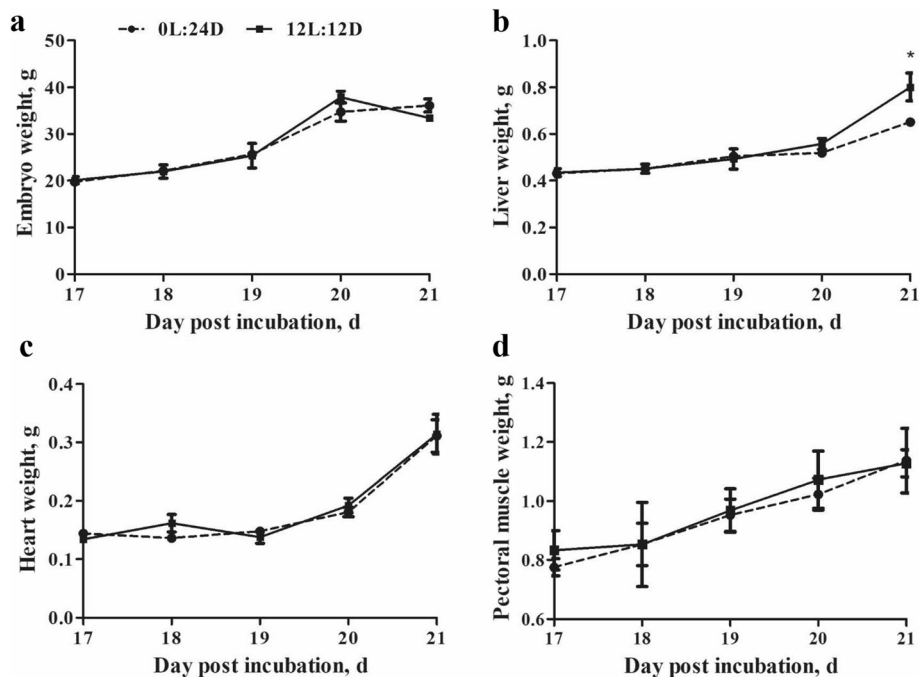 a
0L:24D
12L:12D
b
50
40
30
20
10
0
Embryo weight, g
17 18 19 20 21
Day post incubation, d
1.0
0.8
0.6
0.4
0.2
0.0
Liver weight, g
*
17 18 19 20 21
Day post incubation, d
c
0.4
0.3
0.2
0.1
0.0
Heart weight, g
17 18 19 20 21
Day post incubation, d
d
1.4
1.2
1.0
0.8
0.6
Pectoral muscle weight, g
17 18 19 20 21
Day post incubation, d